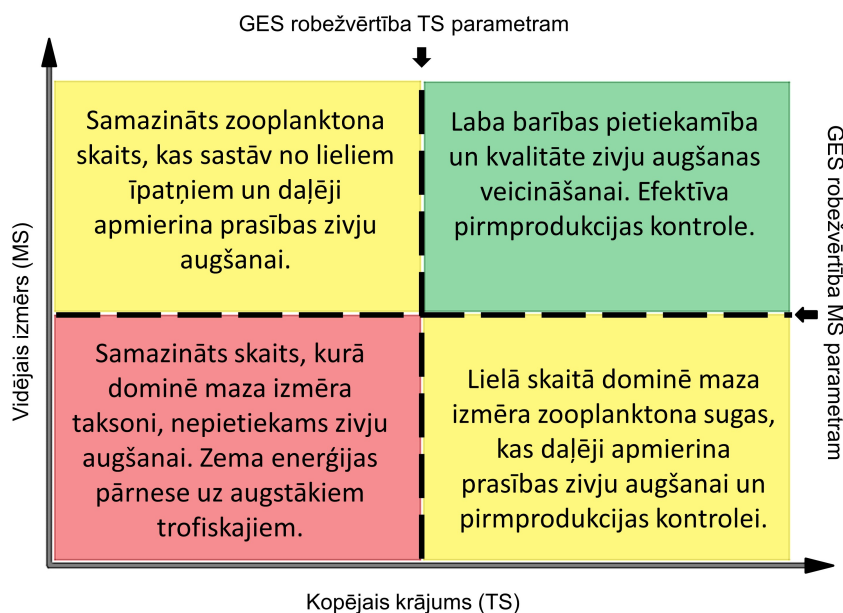 GES robežvērtība TS parametram
Samazināts zooplanktona
skaits, kas sastāv no lieliem
īpatņiem un daļēji
apmierina prasības zivju
augšanai.
Laba barības pietiekamība
un kvalitāte zivju augšanas
veicināšanai. Efektīva
pirmprodukcijas kontrole.
GES robežvērtība MS parametram
Vidējais izmērs (MS)
Samazināts skaits, kurā
dominē maza izmēra
taksoni, nepietiekams zivju
augšanai. Zema enerģijas
pārnese uz augstākiem
trofiskajiem.
Lielā skaitā dominē maza
izmēra zooplanktona sugas,
kas daļēji apmierina
prasības zivju augšanai un
pirmprodukcijas kontrolei.
Kopējais krājums (TS)